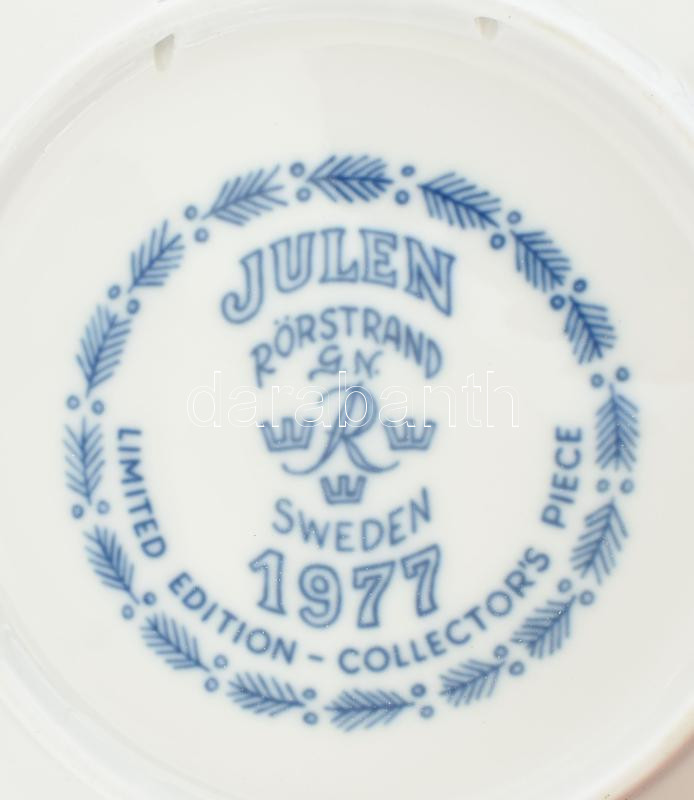 JULEN
RÖRSTRAND
G.N.
R
SWEDEN
1977
LIMITED EDITION - COLLECTOR'S PIECE
darabanth